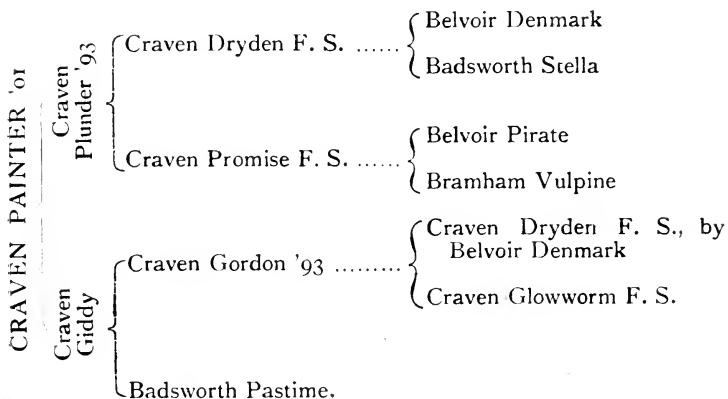 CRAVEN PAINTER '01
Craven
Plunder '93
Craven Dryden F. S. ......
Belvoir Denmark
Badsworth Stella
Craven Promise F. S. ......
Belvoir Pirate
Bramham Vulpine
Craven
Giddy
Craven Gordon '93 .........
Craven Dryden F. S., by
Belvoir Denmark
Craven Glowworm F. S.
Badsworth Pastime.